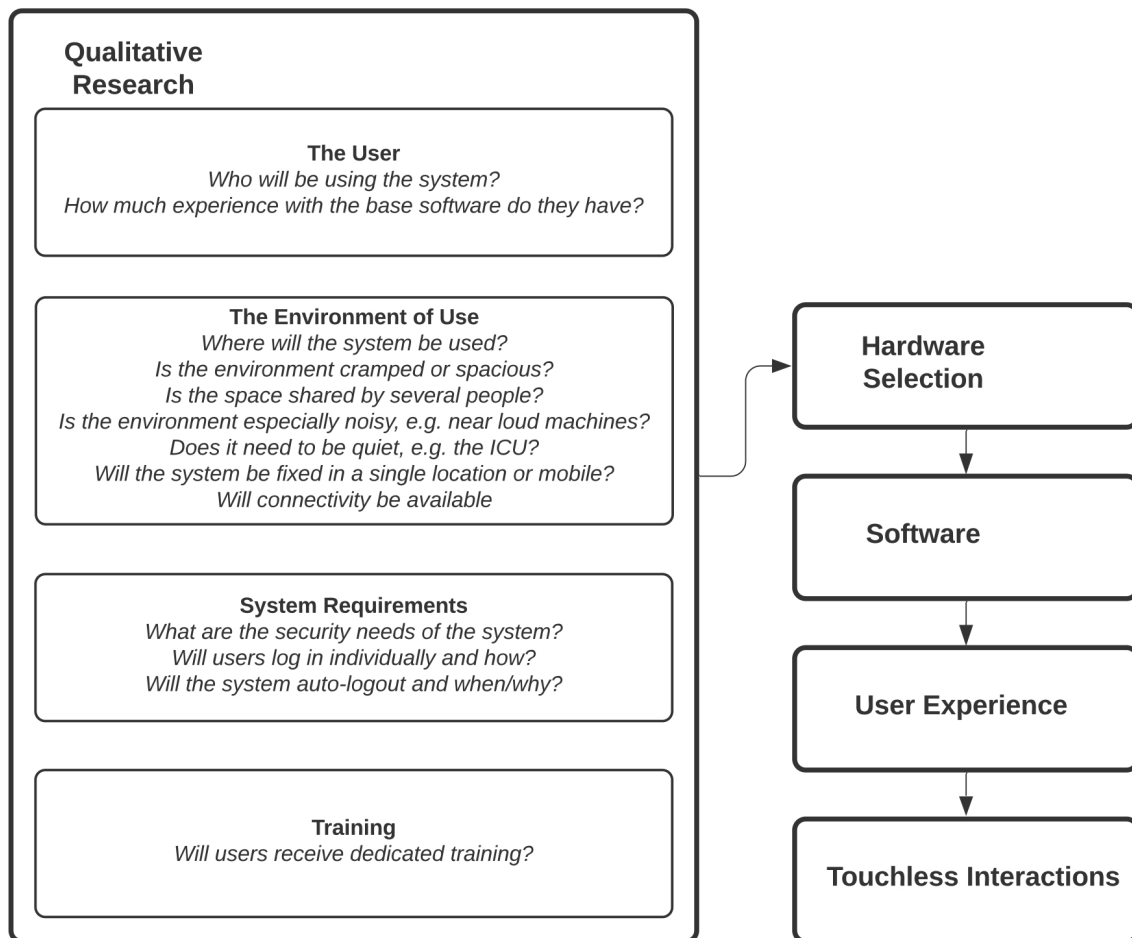 Qualitative
Research
The User
Who will be using the system?
How much experience with the base software do they have?
The Environment of Use
Where will the system be used?
Is the environment cramped or spacious?
Is the space shared by several people?
Is the environment especially noisy, e.g. near loud machines?
Does it need to be quiet, e.g. the ICU?
Will the system be fixed in a single location or mobile?
Will connectivity be available
System Requirements
What are the security needs of the system?
Will users log in individually and how?
Will the system auto-logout and when/why?
Training
Will users receive dedicated training?
Hardware
Selection
Software
User Experience
Touchless Interactions